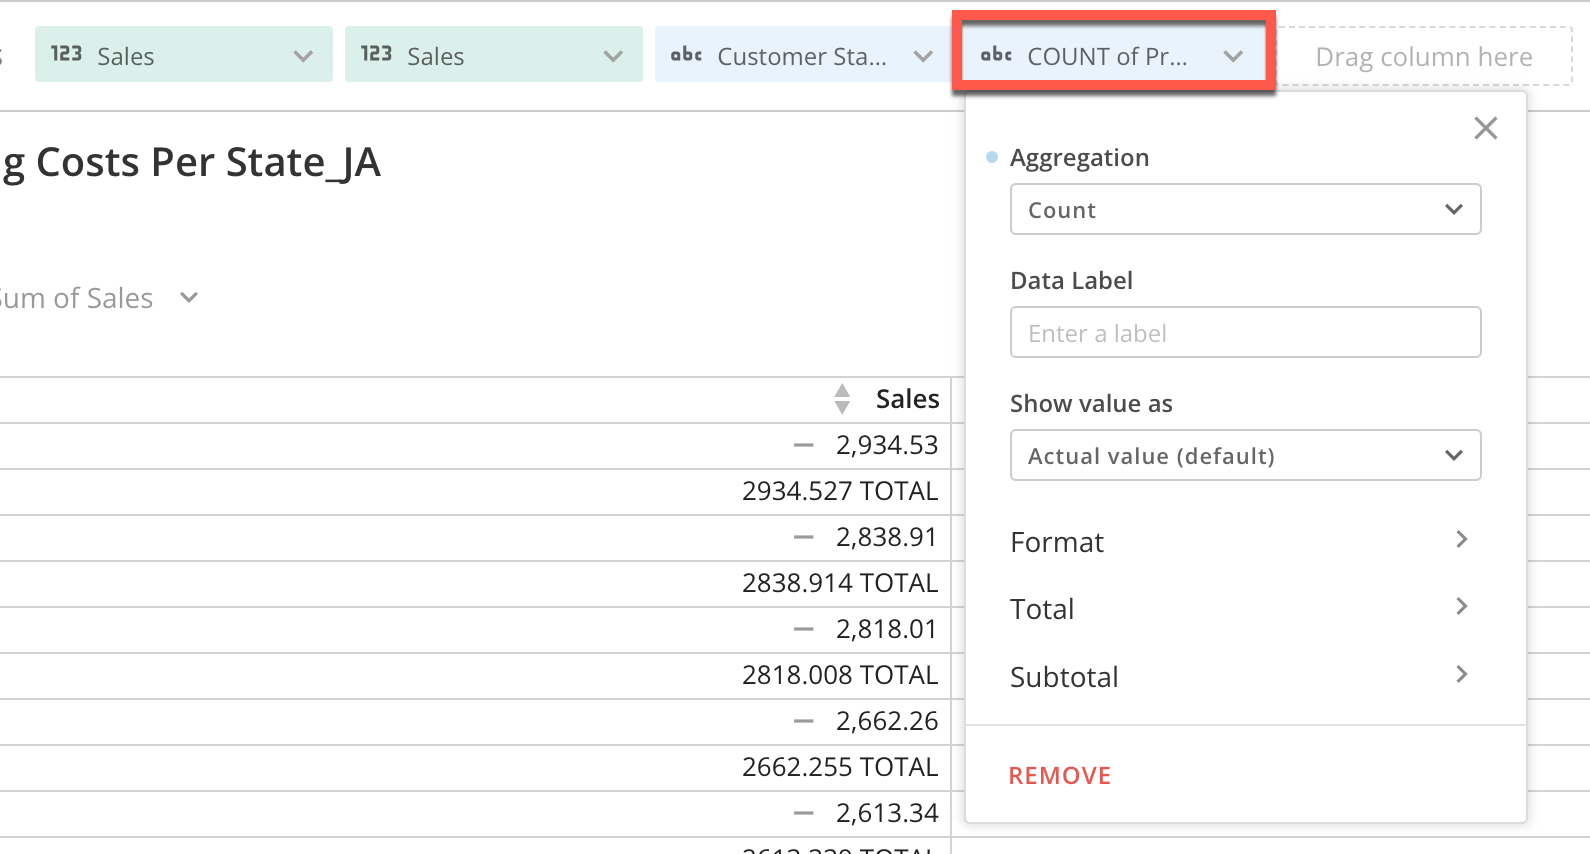 123 Sales
123 Sales
abc Customer Sta...
abc COUNT of Pr...
Drag column here
g Costs Per State_JA
Sum of Sales
Sales
2,934.53
2934.527 TOTAL
2,838.91
2838.914 TOTAL
2,818.01
2818.008 TOTAL
2,662.26
2662.255 TOTAL
2,613.34
Aggregation
Count
Data Label
Enter a label
Show value as
Actual value (default)
Format
Total
Subtotal
REMOVE